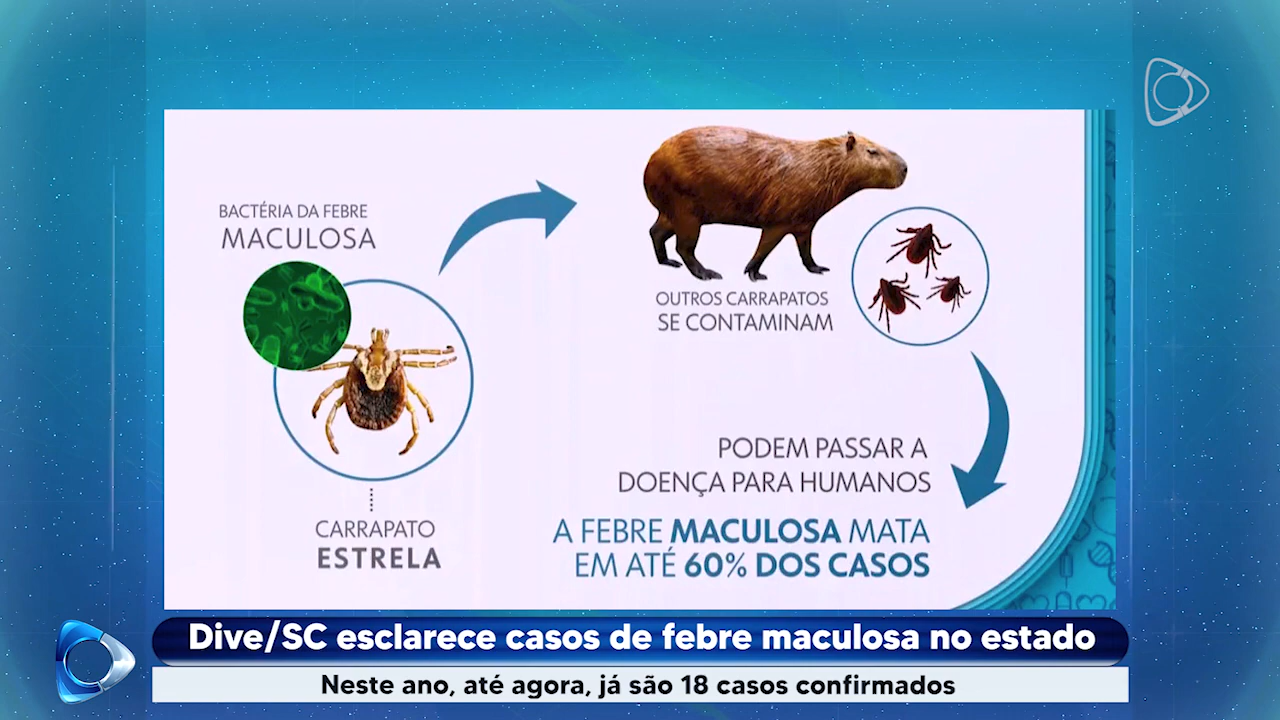 BACTÉRIA DA FEBRE
MACULOSA
CARRAPATO
ESTRELA
OUTROS CARRAPATOS
SE CONTAMINAM
PODEM PASSAR A
DOENÇA PARA HUMANOS
A FEBRE MACULOSA MATA
EM ATÉ 60% DOS CASOS
Dive/SC esclarece casos de febre maculosa no estado
Neste ano, até agora, já são 18 casos confirmados